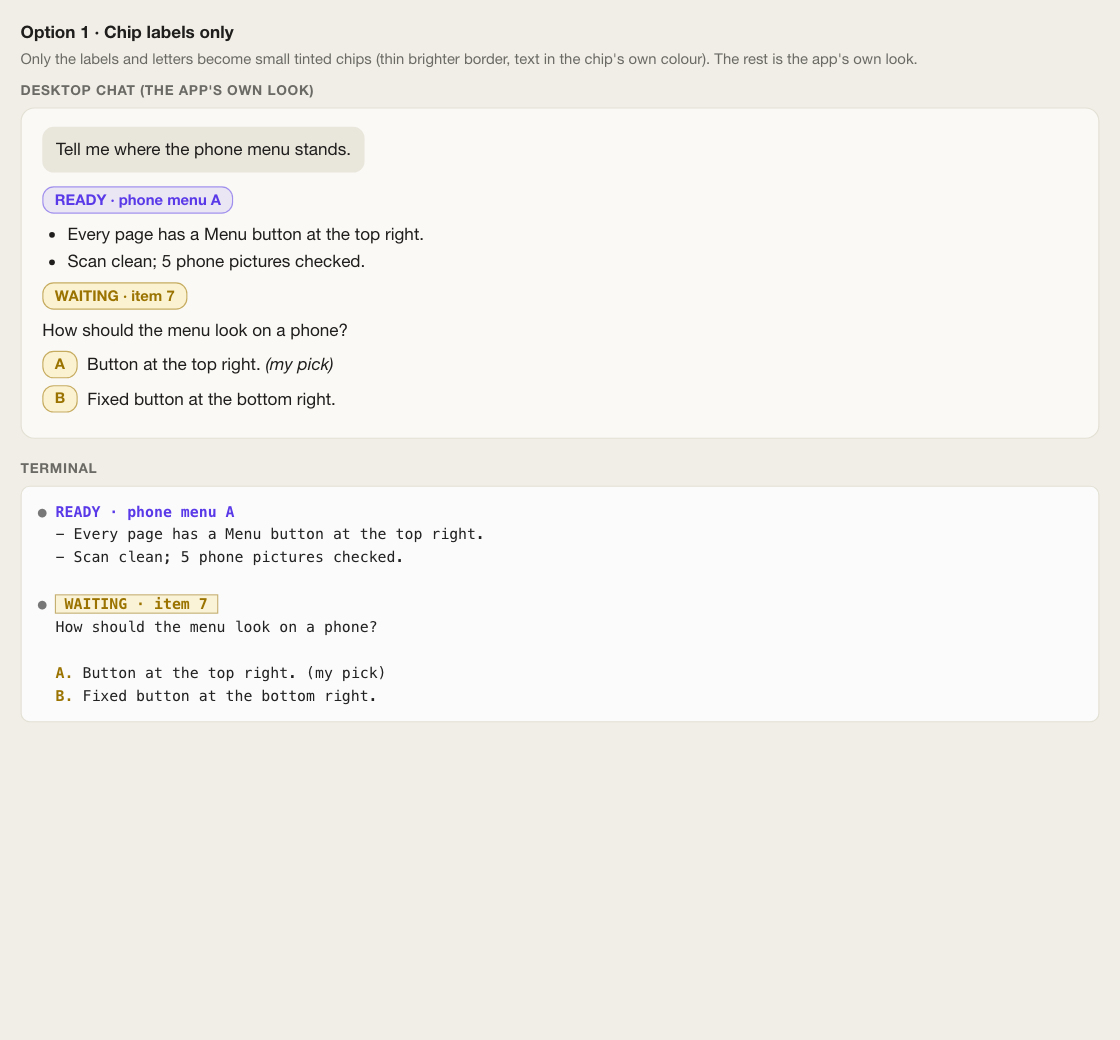 Option 1 · Chip labels only
Only the labels and letters become small tinted chips (thin brighter border, text in the chip's own colour). The rest is the app's own look.
DESKTOP CHAT (THE APP'S OWN LOOK)
Tell me where the phone menu stands.
READY · phone menu A
• Every page has a Menu button at the top right.
• Scan clean; 5 phone pictures checked.
WAITING · item 7
How should the menu look on a phone?
A Button at the top right. (my pick)
B Fixed button at the bottom right.
TERMINAL
● READY · phone menu A
– Every page has a Menu button at the top right.
– Scan clean; 5 phone pictures checked.
● WAITING · item 7
How should the menu look on a phone?
A. Button at the top right. (my pick)
B. Fixed button at the bottom right.